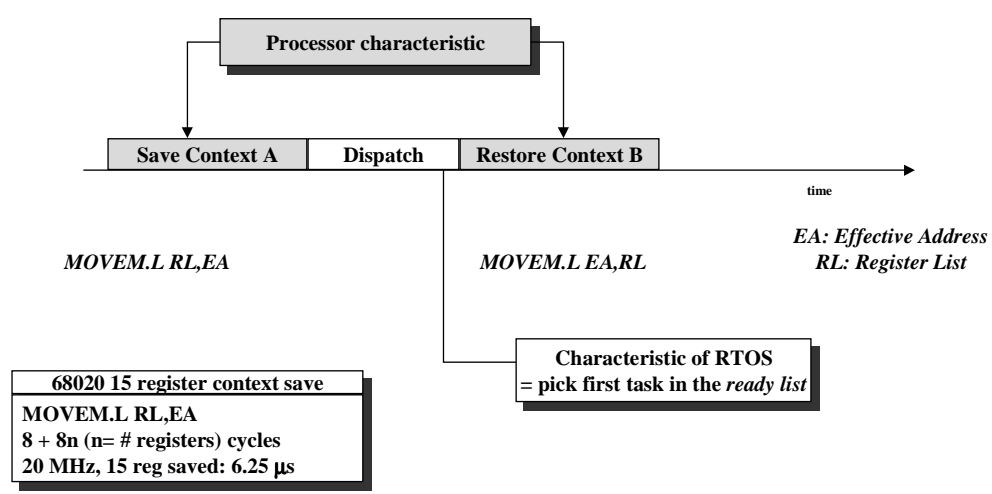 Processor characteristic
Save Context A
Dispatch
Restore Context B
time
EA: Effective Address
MOVEM.L RL,EA
MOVEM.L EA,RL
RL: Register List
Characteristic of RTOS
= pick first task in the ready list
68020 15 register context save
MOVEM.L RL,EA
8 + 8n (n= # registers) cycles
20 MHz, 15 reg saved: 6.25 μs